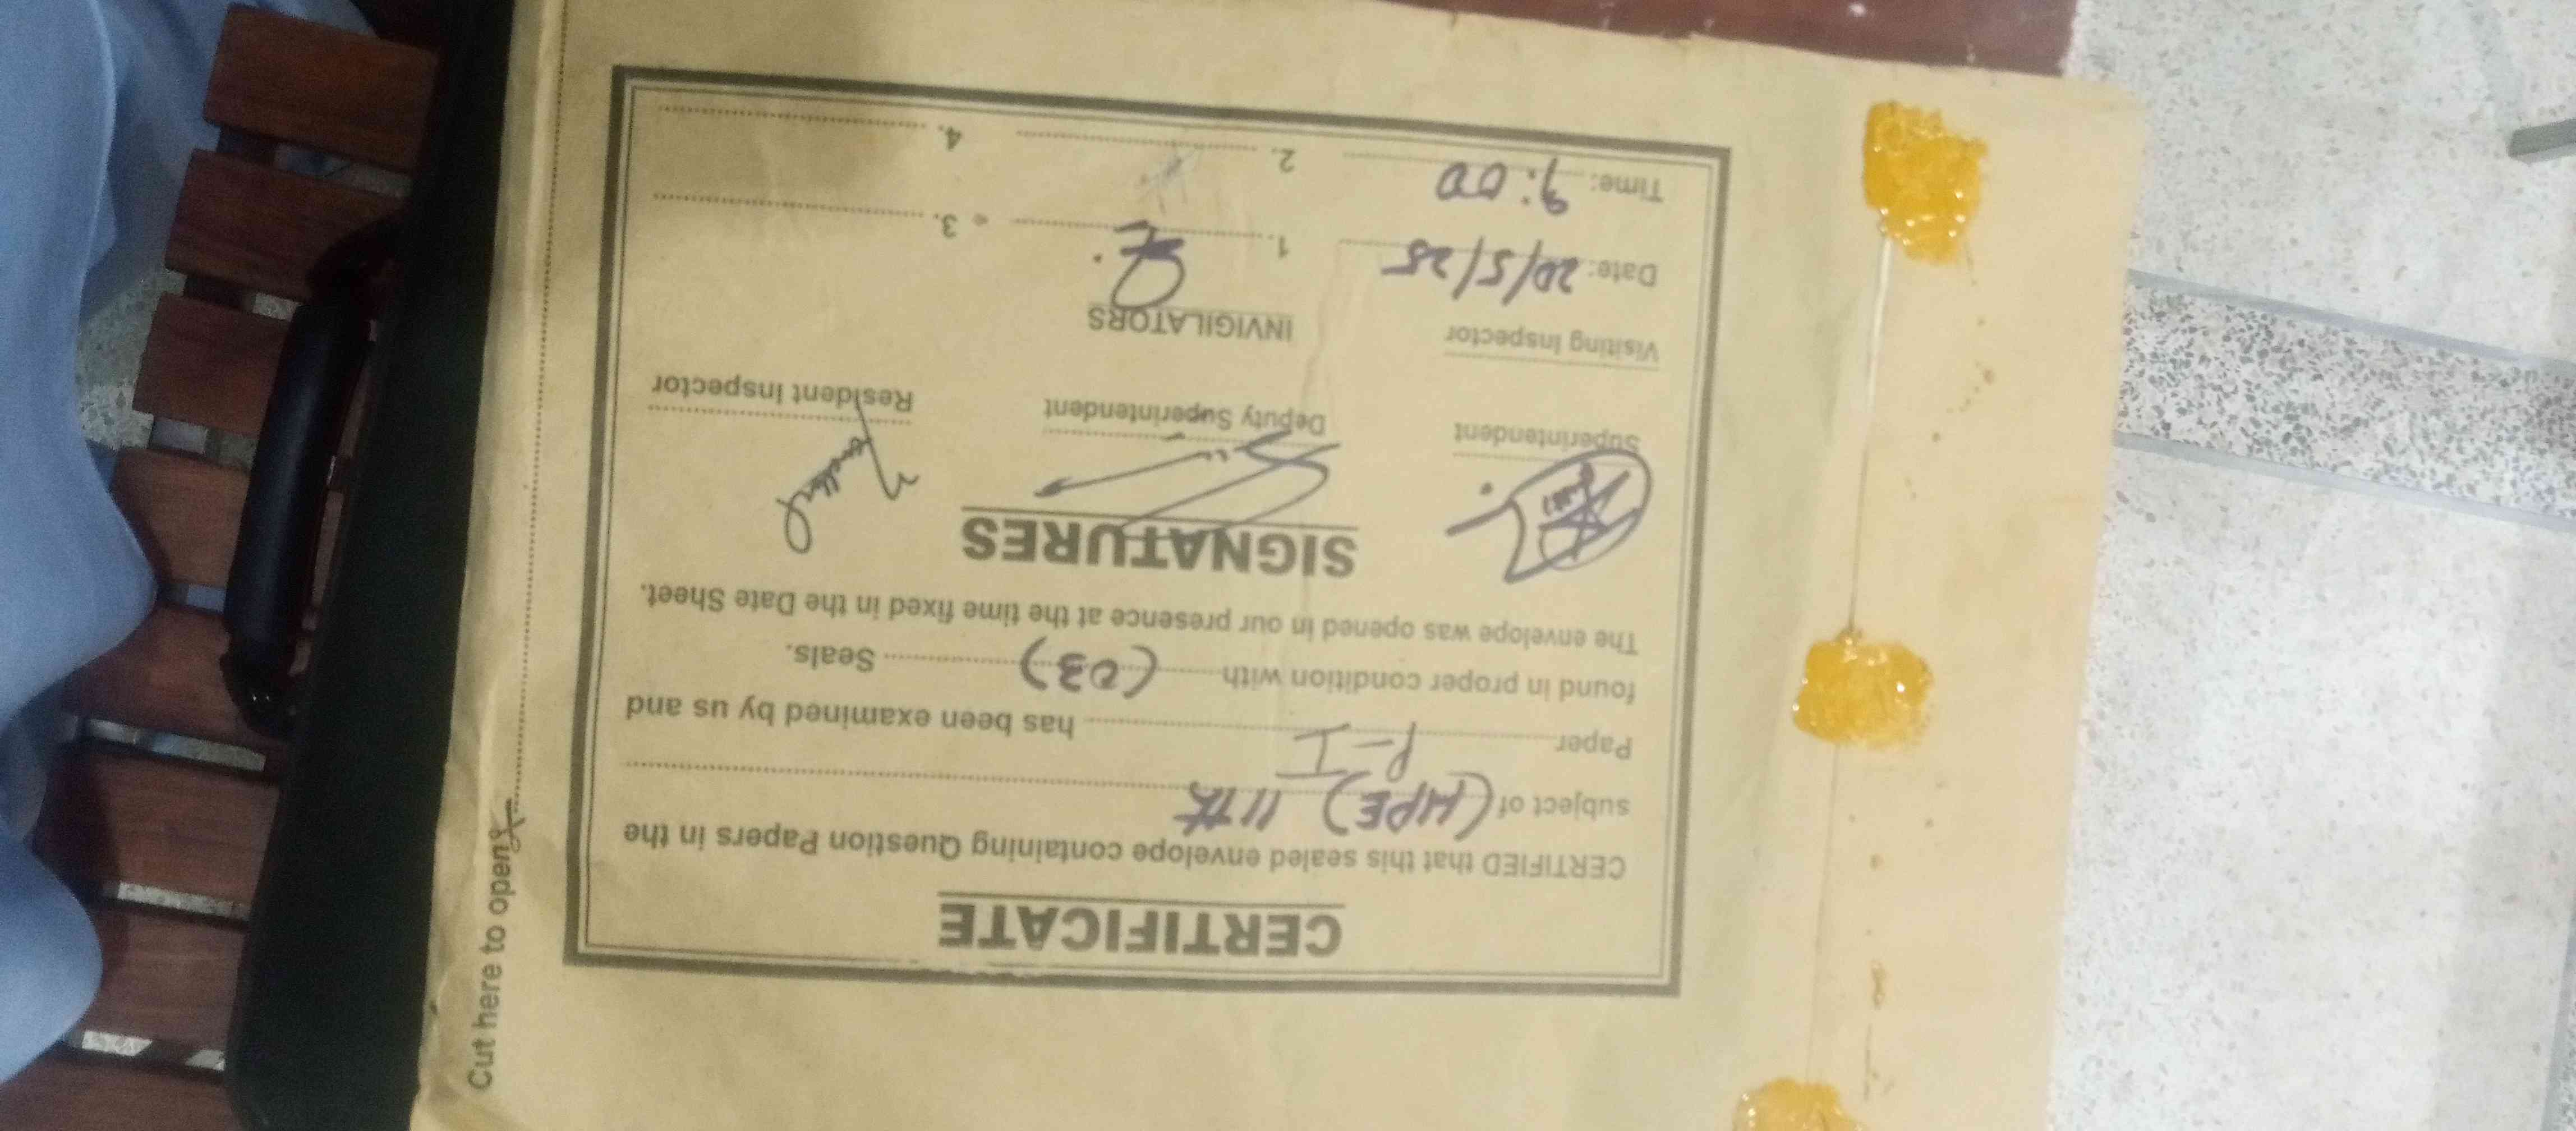 CERTIFICATE
CERTIFIED that this sealed envelope containing Question Papers in the
subject of (HPE) 11th
Paper P-I has been examined by us and
found in proper condition with (03) Seals.
The envelope was opened in our presence at the time fixed in the Date Sheet.
SIGNATURES
Superintendent Deputy Superintendent Resident Inspector
Visiting Inspector INVIGILATORS
Date: 20/5/25 1. 3.
Time: 9:00 2. 4.
Cut here to open